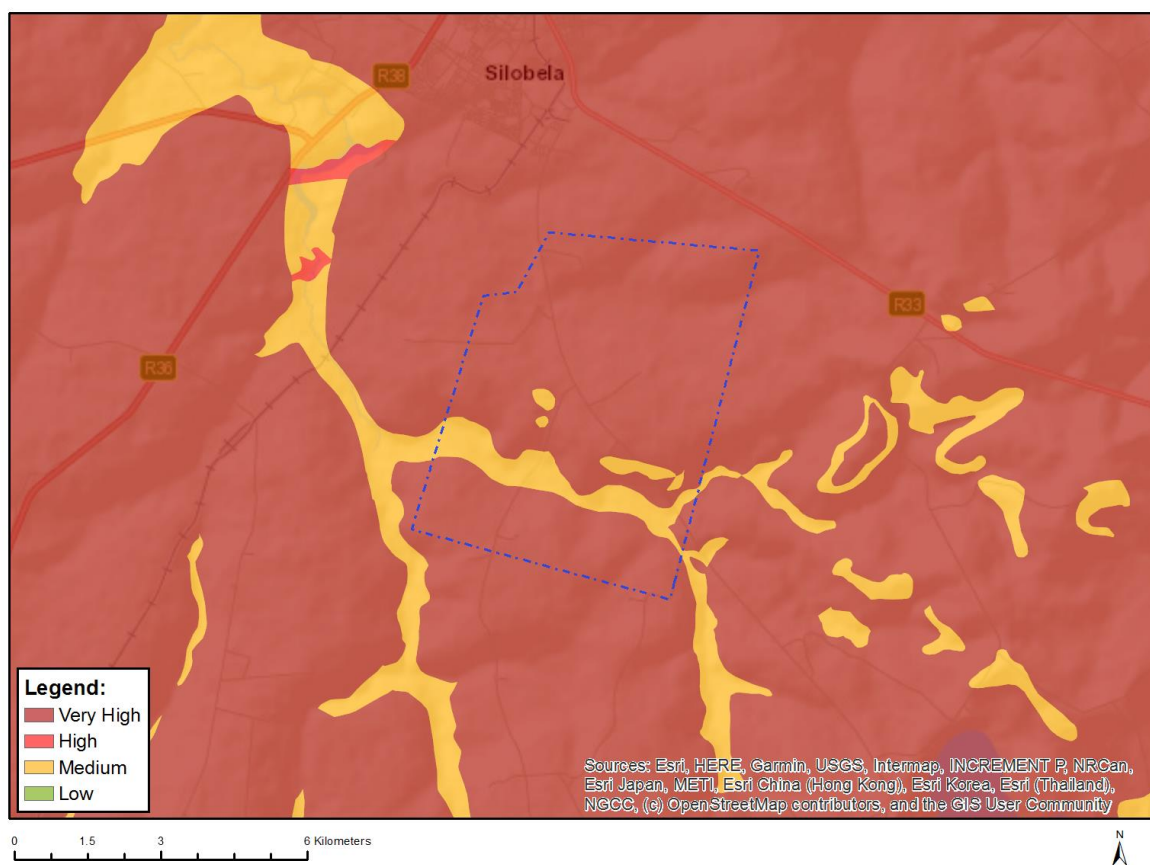 R38
Silobela
R33
R36
Legend:
Very High
High
Medium
Low
Sources: Esri, HERE, Garmin, USGS, Intermap, INCREMENT P, NRCan,
Esri Japan, METI, Esri China (Hong Kong), Esri Korea, Esri (Thailand),
NGCC, (c) OpenStreetMap contributors, and the GIS User Community
0 1.5 3 6 Kilometers
N